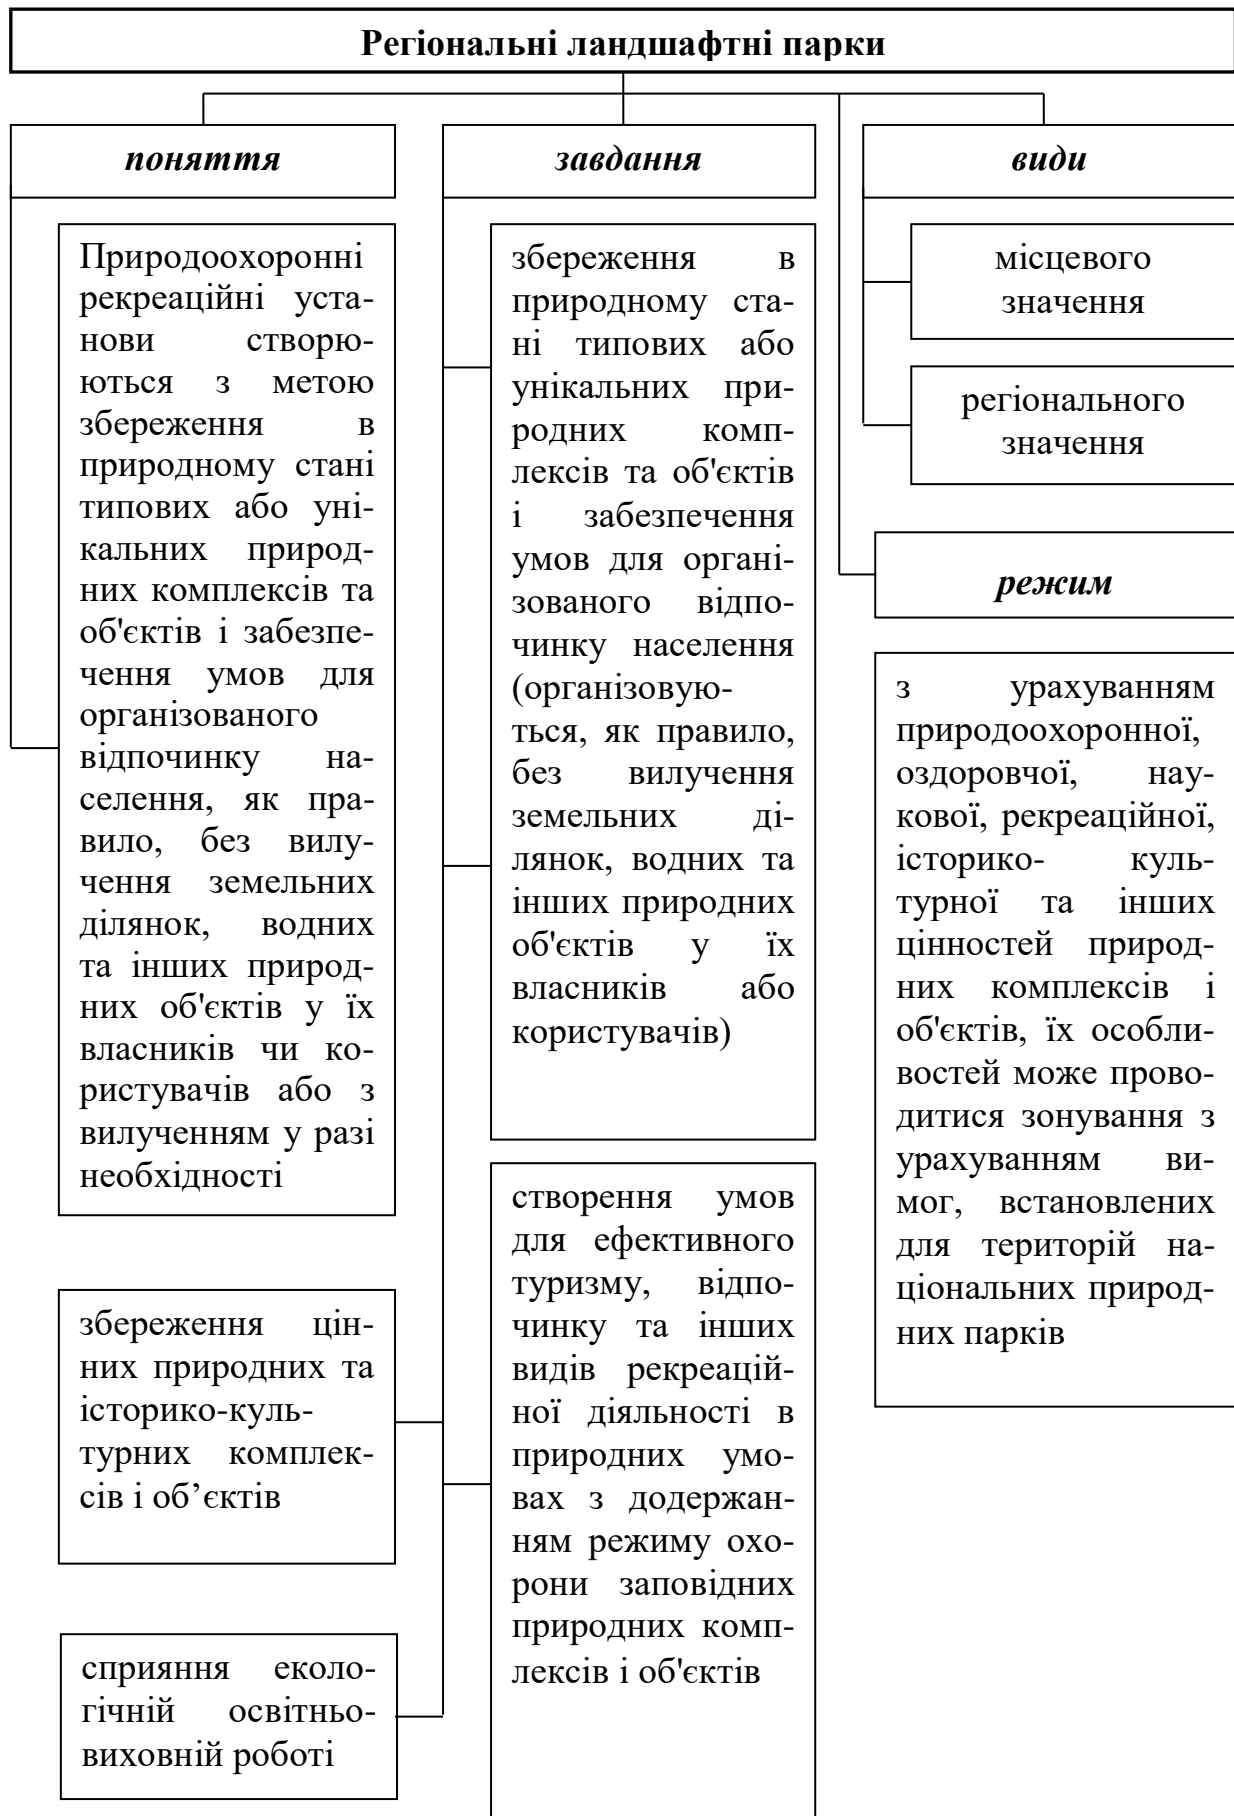 Регіональні ландшафтні парки
поняття
Природоохоронні
рекреаційні уста-
нови створю-
ються з метою
збереження в
природному стані
типових або уні-
кальних природ-
них комплексів та
об'єктів і забезпе-
чення умов для
організованого
відпочинку на-
селення, як пра-
вило, без вилу-
чення земельних
ділянок, водних
та інших природ-
них об'єктів у їх
власників чи ко-
ристувачів або з
вилученням у разі
необхідності
завдання
збереження в
природному ста-
ні типових або
унікальних при-
родних комп-
лексів та об'єктів
і забезпечення
умов для органі-
зованого відпо-
чинку населення
(організовую-
ться, як правило,
без вилучення
земельних ді-
лянок, водних та
інших природних
об'єктів у їх
власників або
користувачів)
створення умов
для ефективного
туризму, відпо-
чинку та інших
видів рекреацій-
ної діяльності в
природних умо-
вах з додержан-
ням режиму охо-
рони заповідних
природних комп-
лексів і об'єктів
збереження цін-
них природних та
історико-куль-
турних комплек-
сів і об’єктів
сприяння еколо-
гічній освітньо-
виховній роботі
види
місцевого
значення
регіонального
значення
режим
з урахуванням
природоохоронної,
оздоровчої, нау-
кової, рекреаційної,
історико- куль-
турної та інших
цінностей природ-
них комплексів і
об'єктів, їх особли-
востей може прово-
дитися зонування з
урахуванням ви-
мог, встановлених
для територій на-
ціональних природ-
них парків